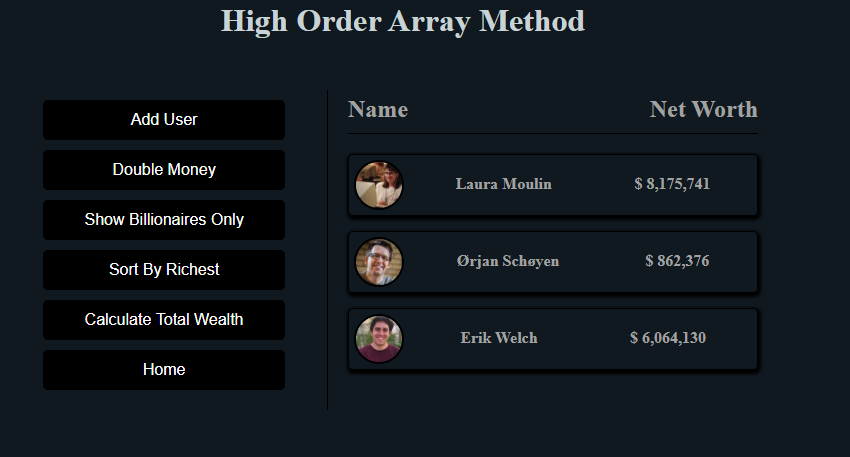 High Order Array Method
Add User
Double Money
Show Billionaires Only
Sort By Richest
Calculate Total Wealth
Home
Name Net Worth
Laura Moulin $ 8,175,741
Ørjan Schøyen $ 862,376
Erik Welch $ 6,064,130